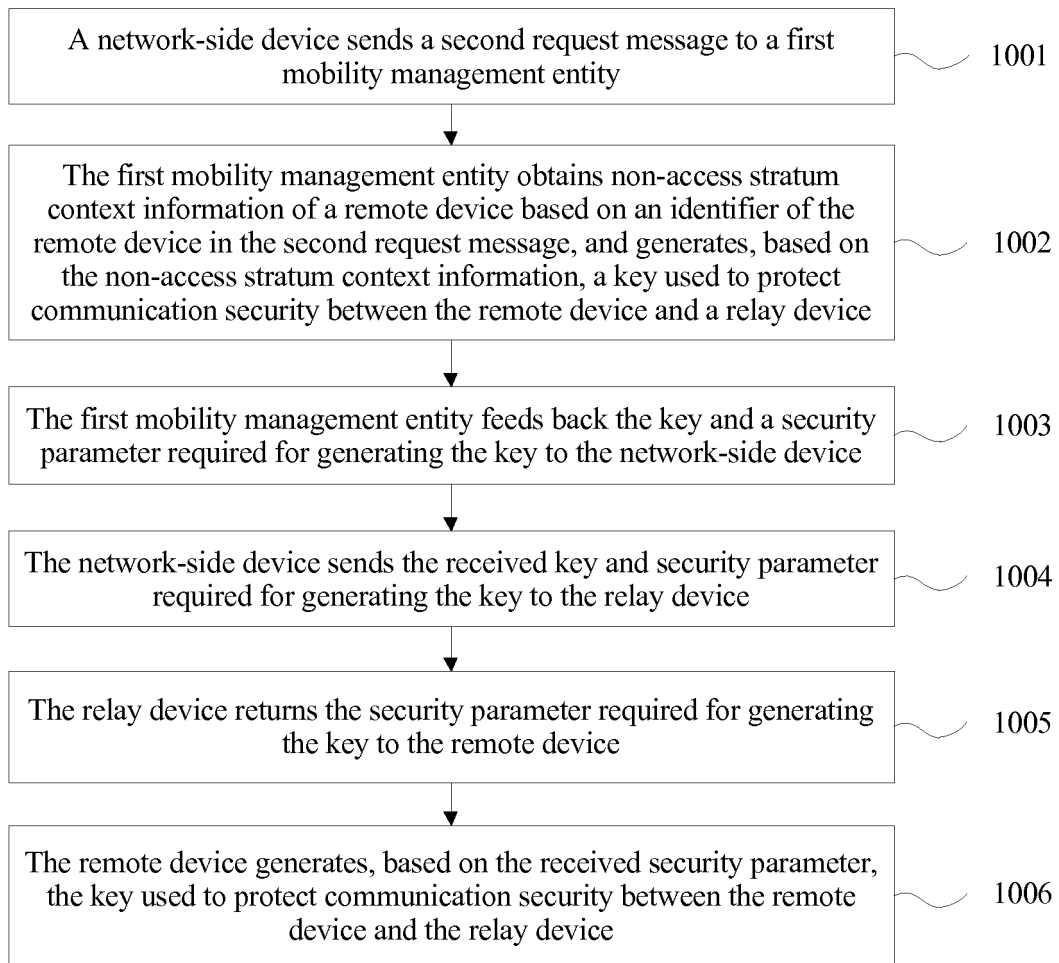 A network-side device sends a second request message to a first
mobility management entity
1001
The first mobility management entity obtains non-access stratum
context information of a remote device based on an identifier of the
remote device in the second request message, and generates, based on
the non-access stratum context information, a key used to protect
communication security between the remote device and a relay device
1002
The first mobility management entity feeds back the key and a security
parameter required for generating the key to the network-side device
1003
The network-side device sends the received key and security parameter
required for generating the key to the relay device
1004
The relay device returns the security parameter required for generating
the key to the remote device
1005
The remote device generates, based on the received security parameter,
the key used to protect communication security between the remote
device and the relay device
1006